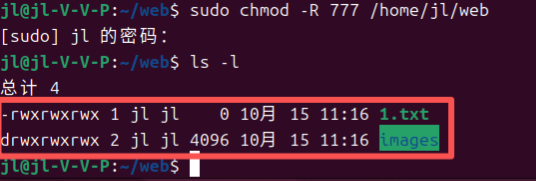 jl@jl-V-V-P:~/web$ sudo chmod -R 777 /home/jl/web
[sudo] jl 的密码：
jl@jl-V-V-P:~/web$ ls -l
总计 4
-rwxrwxrwx 1 jl jl    0 10月  15 11:16 1.txt
drwxrwxrwx 2 jl jl 4096 10月  15 11:16 images
jl@jl-V-V-P:~/web$